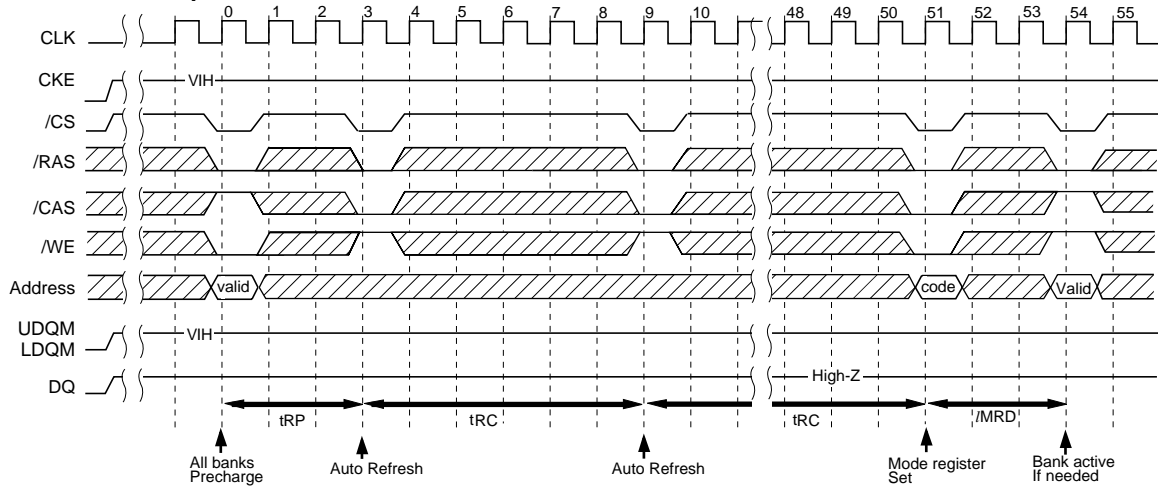 0 1 2 3 4 5 6 7 8 9 10 48 49 50 51 52 53 54 55
CLK
CKE VIH
/CS
/RAS
/CAS
/WE
Address valid code Valid
UDQM
LDQM
VIH
DQ High-Z
tRP tRC tRC lMRD
All banks
Precharge
Auto Refresh
Auto Refresh
Mode register
Set
Bank active
If needed